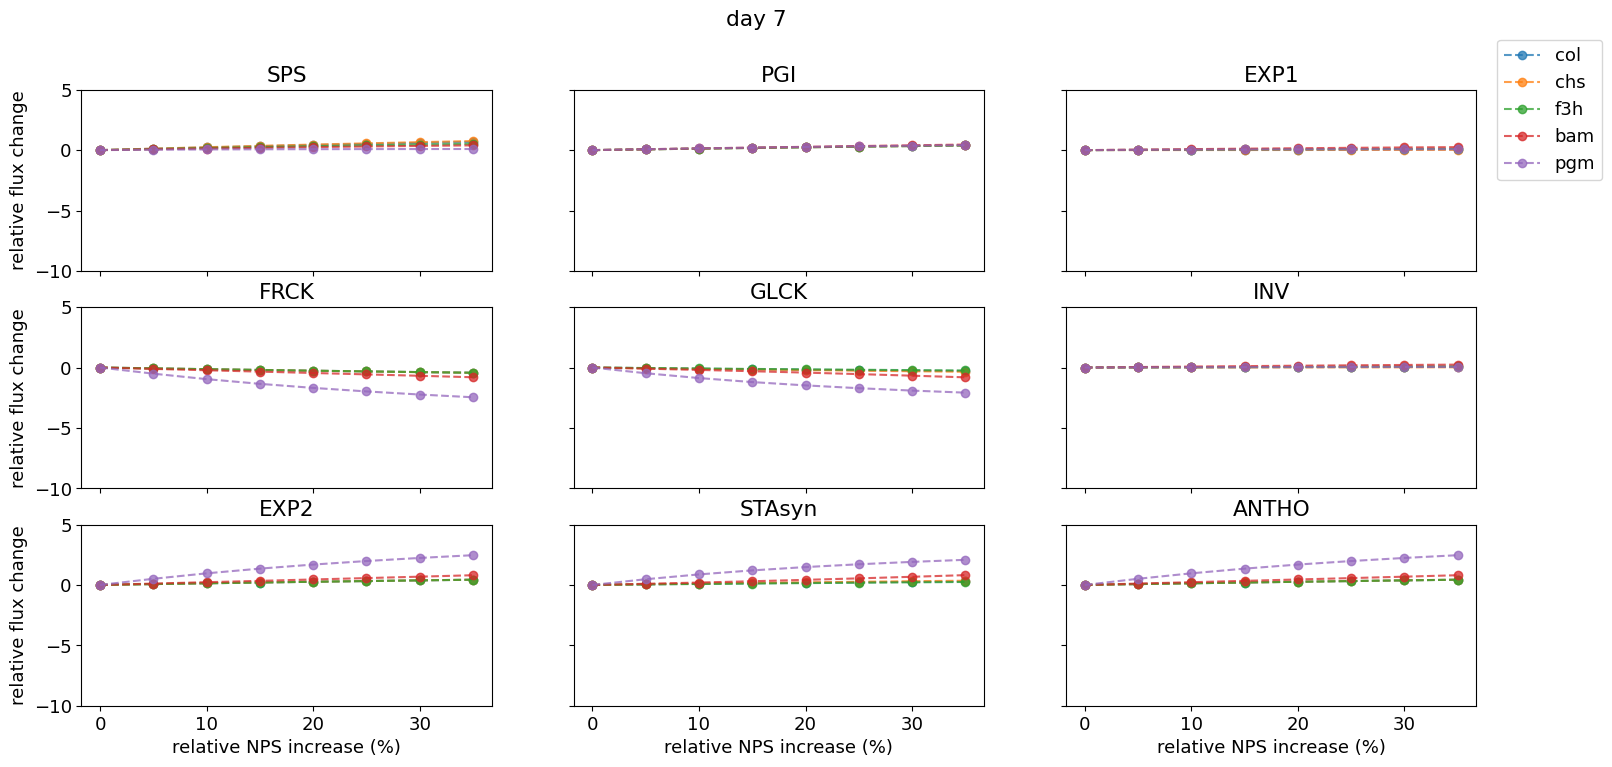 day 7
SPS
PGI
EXP1
col
chs
f3h
bam
pgm
relative flux change
5
0
−5
−10
FRCK
GLCK
INV
relative flux change
5
0
−5
−10
EXP2
STAsyn
ANTHO
relative flux change
5
0
−5
−10
0 10 20 30
0 10 20 30
0 10 20 30
relative NPS increase (%)
relative NPS increase (%)
relative NPS increase (%)